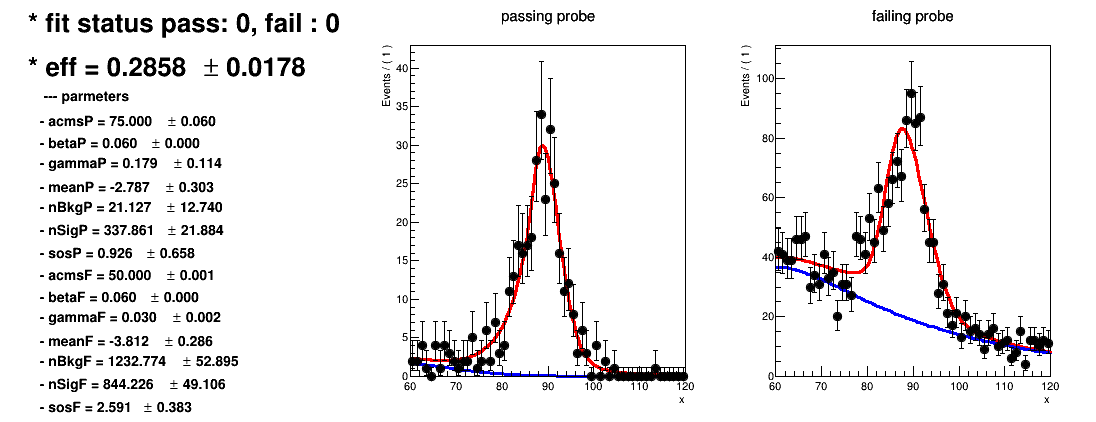 * fit status pass: 0, fail : 0
* eff = 0.2858 ± 0.0178
--- parmeters
- acmsP = 75.000 ± 0.060
- betaP = 0.060 ± 0.000
- gammaP = 0.179 ± 0.114
- meanP = -2.787 ± 0.303
- nBkgP = 21.127 ± 12.740
- nSigP = 337.861 ± 21.884
- sosP = 0.926 ± 0.658
- acmsF = 50.000 ± 0.001
- betaF = 0.060 ± 0.000
- gammaF = 0.030 ± 0.002
- meanF = -3.812 ± 0.286
- nBkgF = 1232.774 ± 52.895
- nSigF = 844.226 ± 49.106
- sosF = 2.591 ± 0.383
passing probe
Events / ( 1 )
40
35
30
25
20
15
10
5
0
60 70 80 90 100 110 120
x
failing probe
Events / ( 1 )
100
80
60
40
20
0
60 70 80 90 100 110 120
x